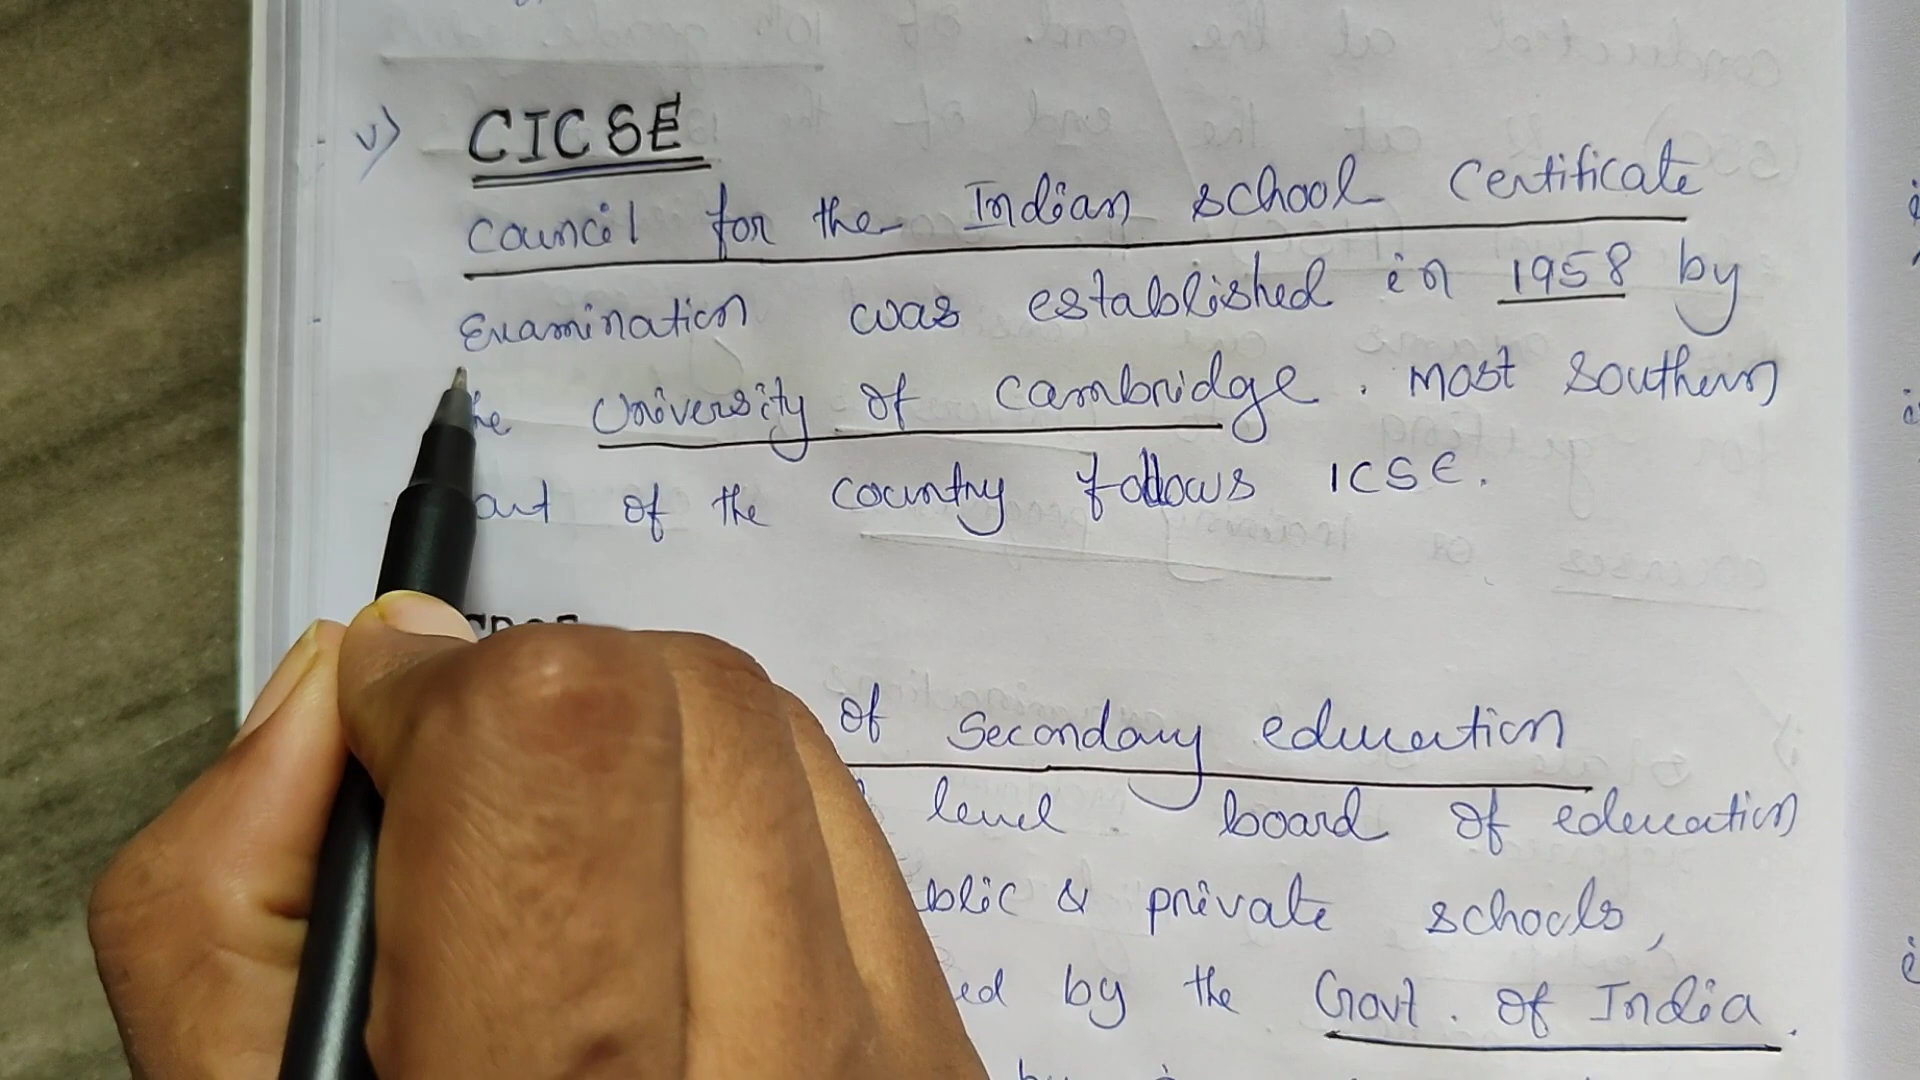 v) CICSE
Council for the Indian school Certificate
Examination was established in 1958 by
the University of Cambridge. Most Southern
part of the country follows ICSE.
of Secondary education
level board of education
& private schools,
by the Govt. of India.